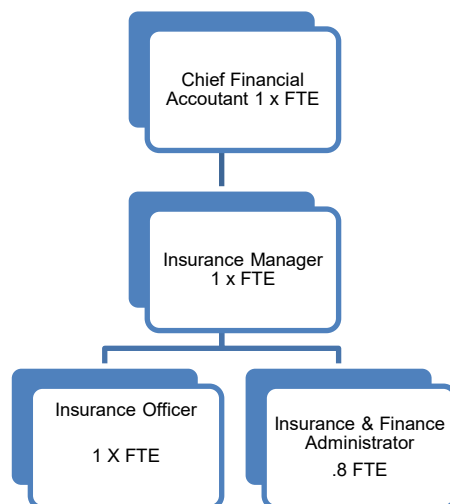 Chief Financial
Accoutant 1 x FTE
Insurance Manager
1 x FTE
Insurance Officer
1 X FTE
Insurance & Finance
Administrator
.8 FTE